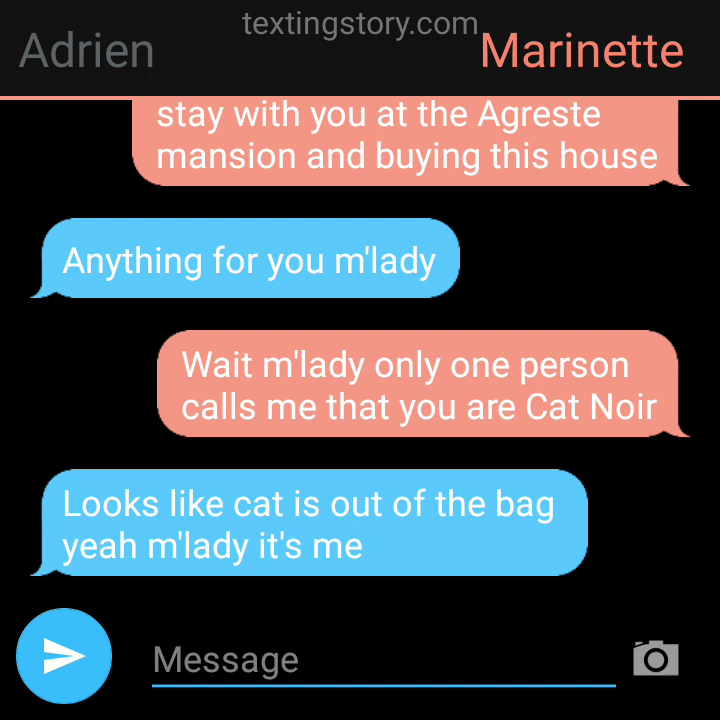 textingstory.com
Adrien
Marinette
stay with you at the Agreste
mansion and buying this house
Anything for you m'lady
Wait m'lady only one person
calls me that you are Cat Noir
Looks like cat is out of the bag
yeah m'lady it's me
Message